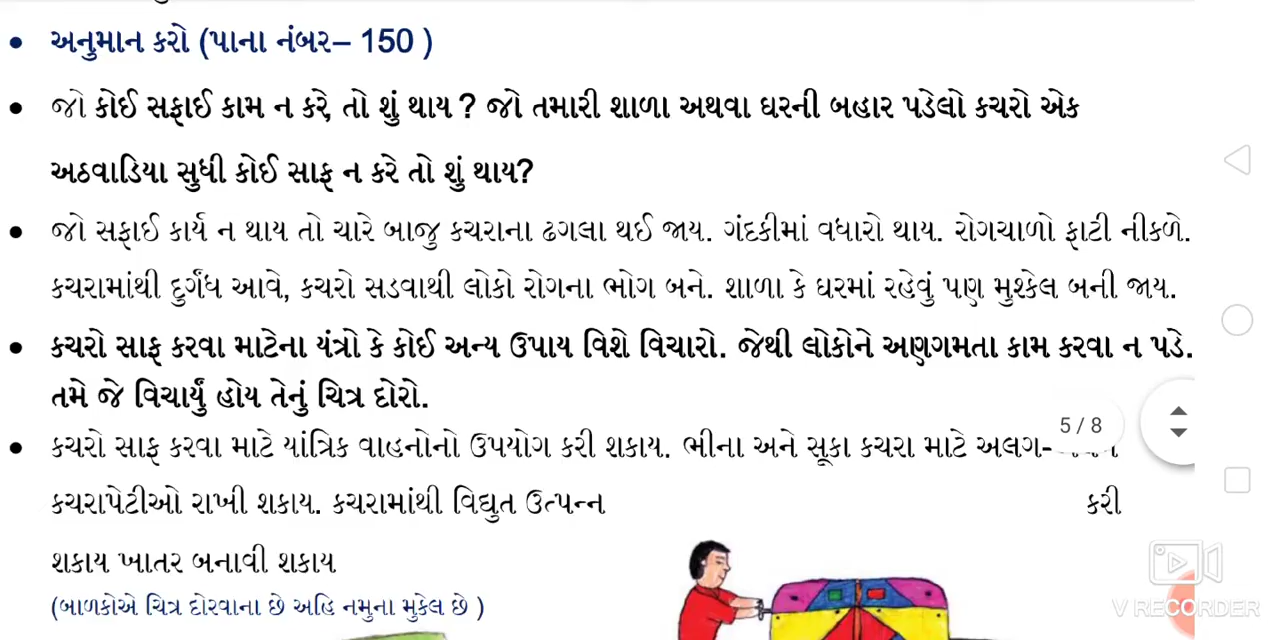 અનુમાન કરો (પાના નંબર– 150 )
જો કોઈ સફાઈ કામ ન કરે, તો શું થાય ? જો તમારી શાળા અથવા ઘરની બહાર પડેલો કચરો એક
અઠવાડિયા સુધી કોઈ સાફ ન કરે તો શું થાય?
જો સફાઈ કાર્ય ન થાય તો ચારે બાજુ કચરાના ઢગલા થઈ જાય. ગંદકીમાં વધારો થાય. રોગચાળો ફાટી નીકળે.
કચરામાંથી દુર્ગંધ આવે, કચરો સડવાથી લોકો રોગના ભોગ બને. શાળા કે ઘરમાં રહેવું પણ મુશ્કેલ બની જાય.
કચરો સાફ કરવા માટેના યંત્રો કે કોઈ અન્ય ઉપાય વિશે વિચારો. જેથી લોકોને અણગમતા કામ કરવા ન પડે.
તમે જે વિચાર્યું હોય તેનું ચિત્ર દોરો.
5 / 8
કચરો સાફ કરવા માટે યાંત્રિક વાહનોનો ઉપયોગ કરી શકાય. ભીના અને સૂકા કચરા માટે અલગ-
કચરાપેટીઓ રાખી શકાય. કચરામાંથી વિદ્યુત ઉત્પન્ન કરી
શકાય ખાતર બનાવી શકાય
(બાળકોએ ચિત્ર દોરવાના છે અહિ નમુના મુકેલ છે )
V RECORDER